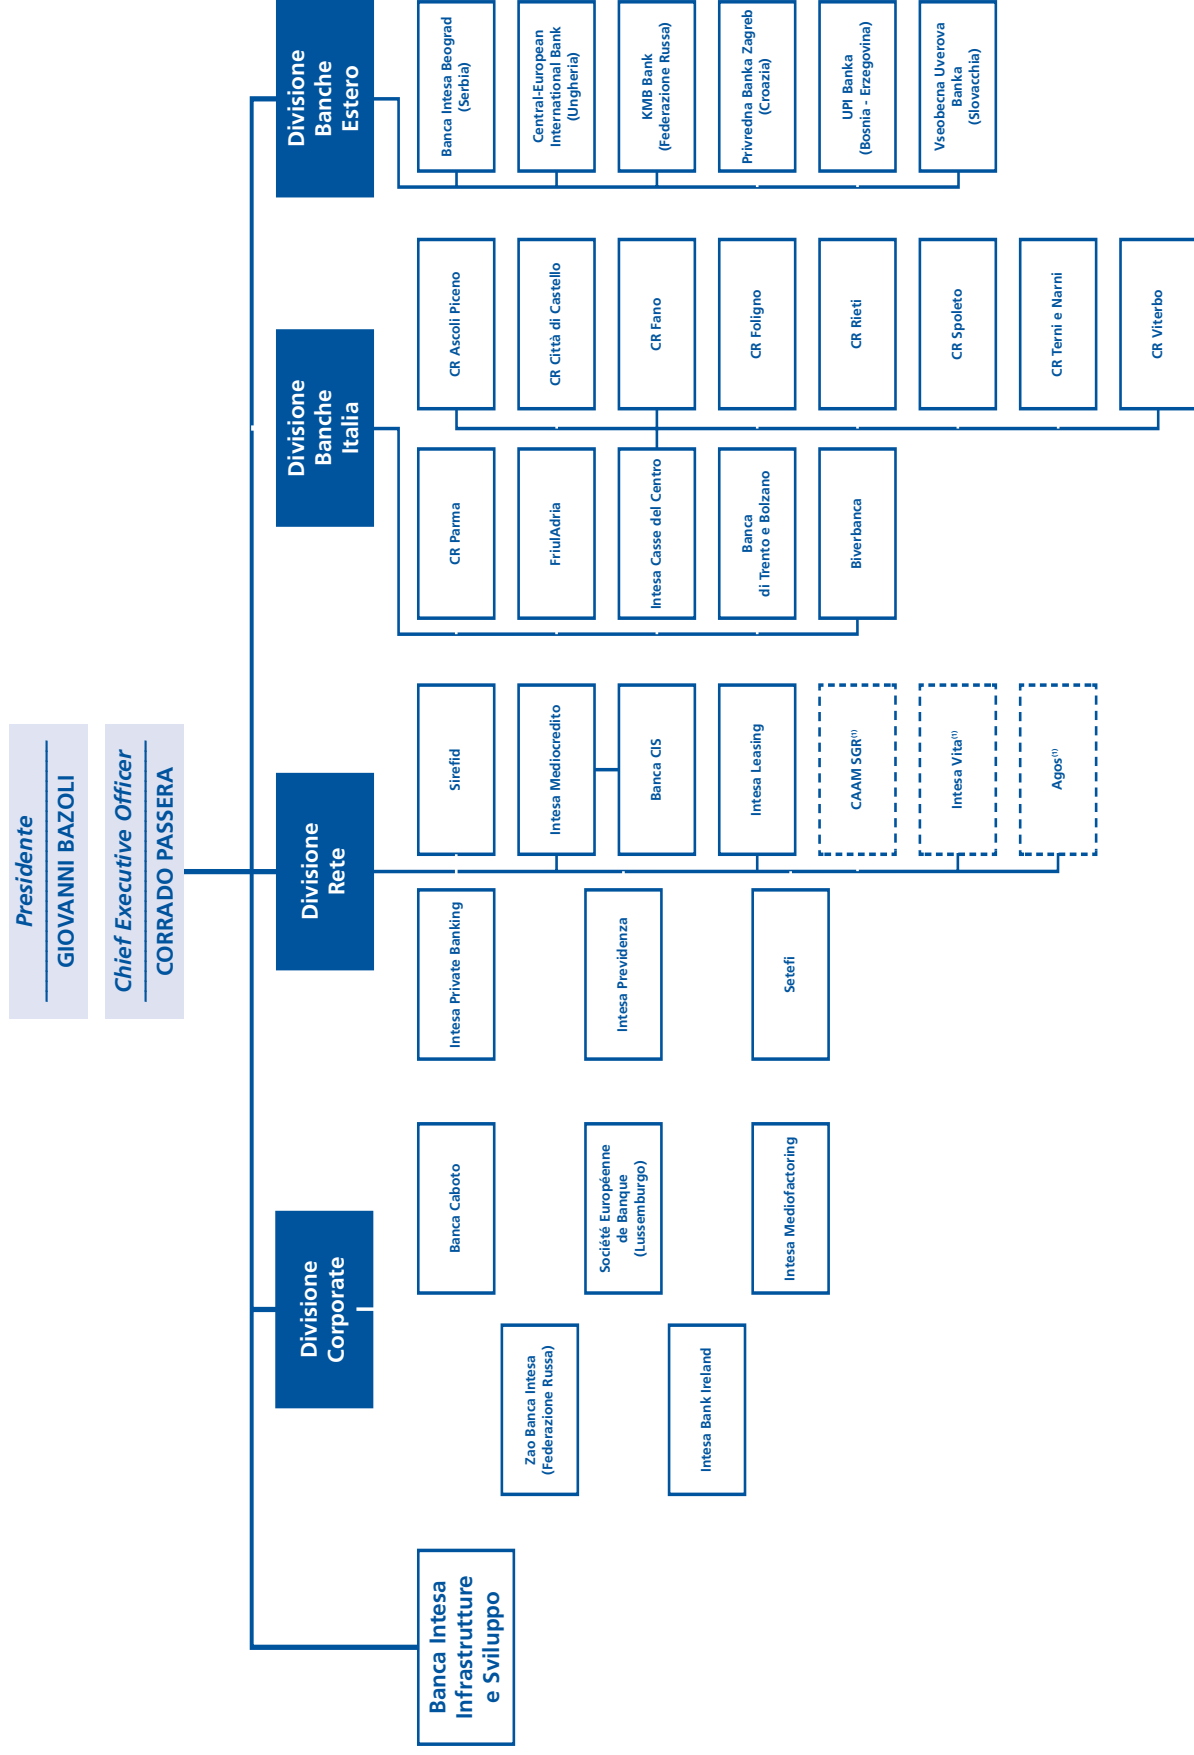 Presidente
GIOVANNI BAZOLI
Chief Executive Officer
CORRADO PASSERA
Banca Intesa
Infrastrutture
e Sviluppo
Divisione
Corporate
Zao Banca Intesa
(Federazione Russa)
Intesa Bank Ireland
Banca Caboto
Société Européenne
de Banque
(Lussemburgo)
Intesa Mediofactoring
Divisione
Rete
Intesa Private Banking
Intesa Previdenza
Setefi
Sirefid
Intesa Mediocredito
Banca CIS
Intesa Leasing
CAAM SGR(1)
Intesa Vita(1)
Agos(1)
Divisione
Banche
Italia
CR Parma
FriulAdria
Intesa Casse del Centro
Banca
di Trento e Bolzano
Biverbanca
CR Ascoli Piceno
CR Città di Castello
CR Fano
CR Foligno
CR Rieti
CR Spoleto
CR Terni e Narni
CR Viterbo
Divisione
Banche
Estero
Banca Intesa Beograd
(Serbia)
Central-European
International Bank
(Ungheria)
KMB Bank
(Federazione Russa)
Privredna Banka Zagreb
(Croazia)
UPI Banka
(Bosnia - Erzegovina)
Vseobecna Uverova
Banka
(Slovacchia)